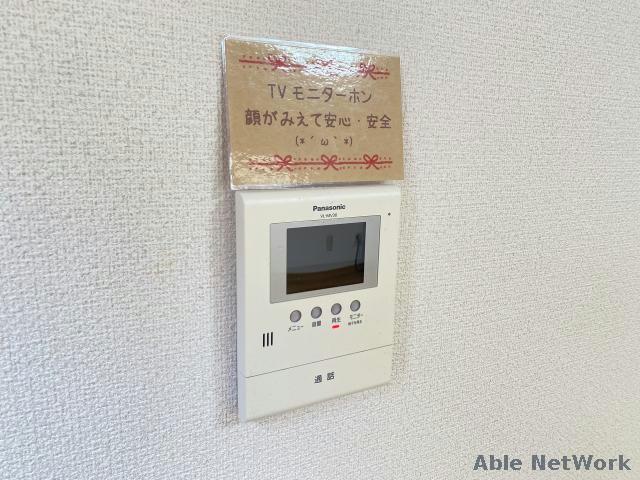 TVモニターホン
顔がみえて安心・安全
(*´ω｀*)
Panasonic
メニュー 音量 再生 モニター
通話
Able NetWork